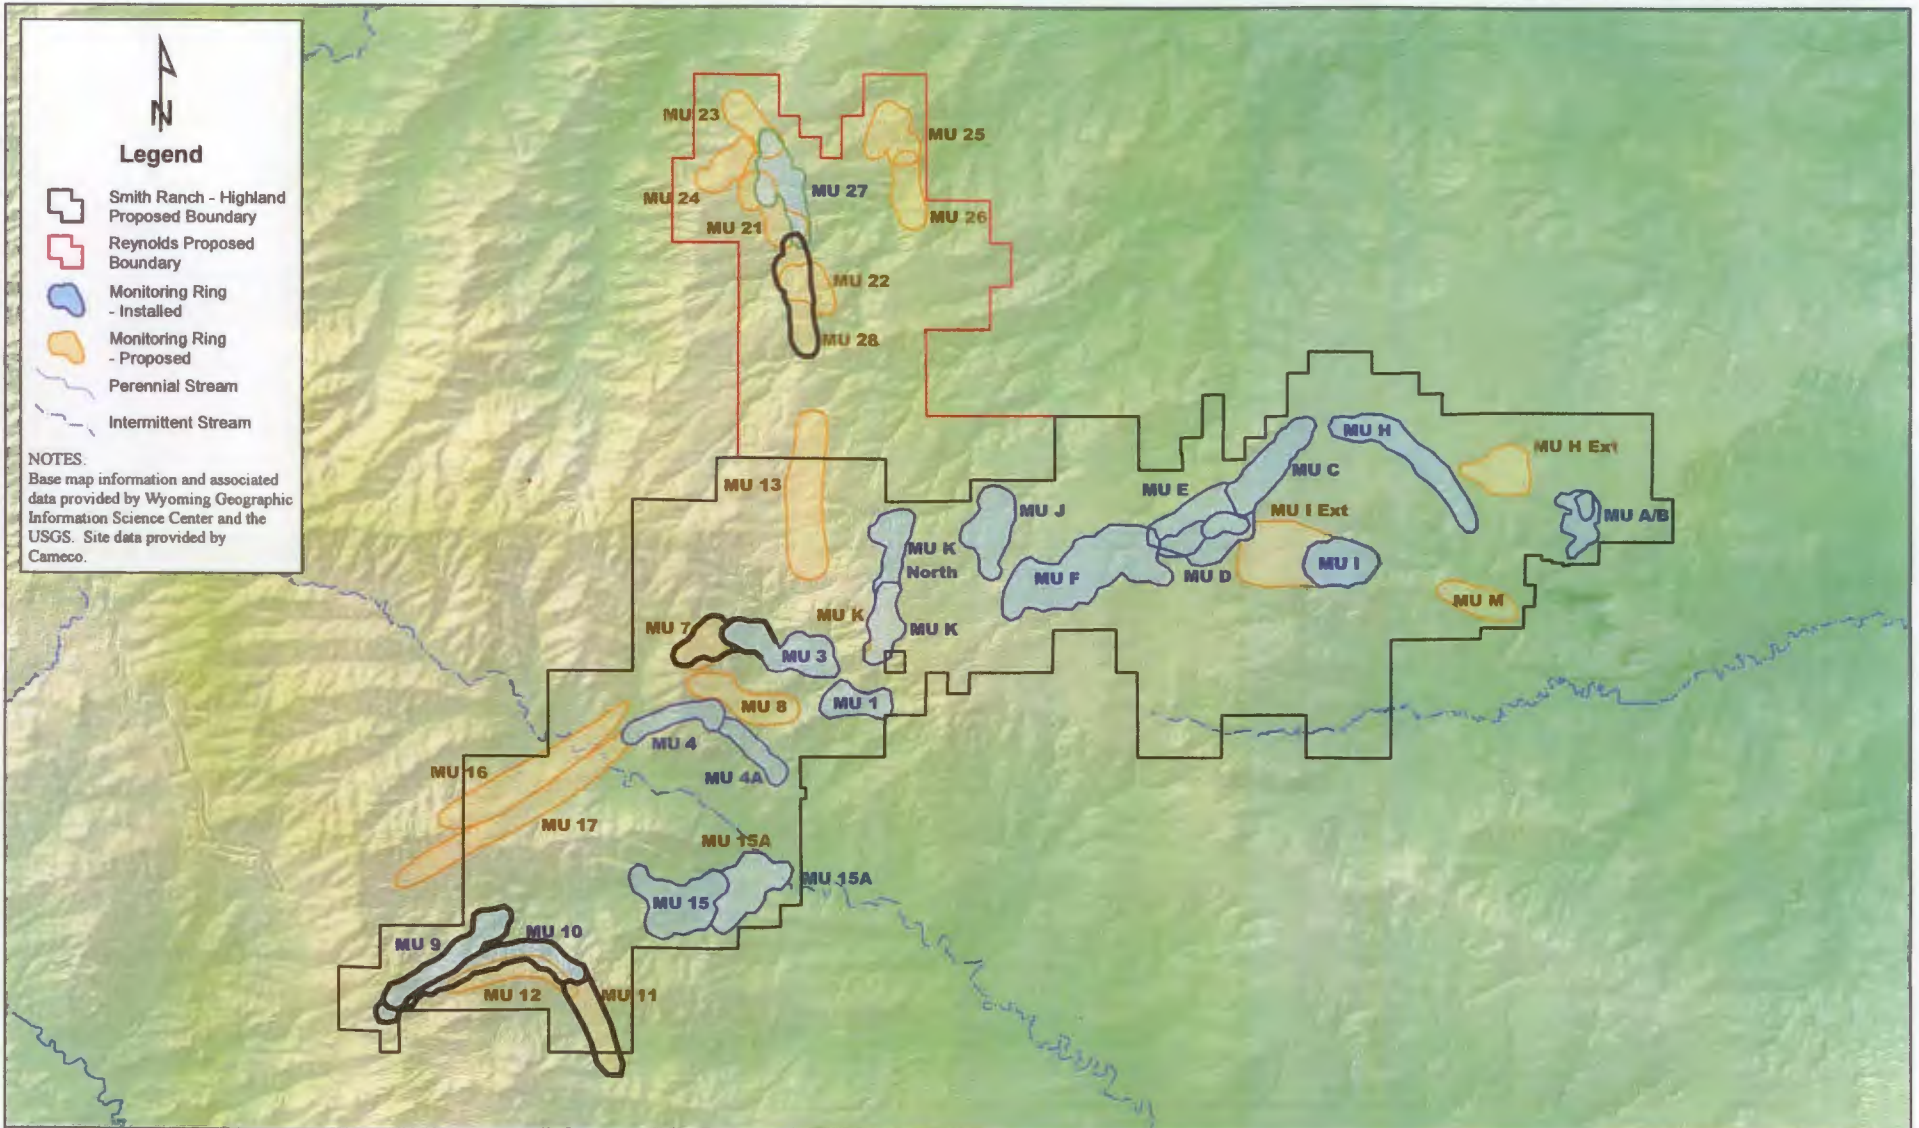 N
Legend
Smith Ranch - Highland
Proposed Boundary
Reynolds Proposed
Boundary
Monitoring Ring
- Installed
Monitoring Ring
- Proposed
Perennial Stream
Intermittent Stream
NOTES.
Base map information and associated
data provided by Wyoming Geographic
Information Science Center and the
USGS. Site data provided by
Cameco.
MU 23
MU 25
MU 24
MU 27
MU 21
MU 26
MU 22
MU 28
MU 13
MU H
MU H Ext
MU C
MU E
MU J
MU I Ext
MU A/B
MU K
North
MU F
MU D
MU I
MU M
MU K
MU K
MU 7
MU 3
MU 8
MU 1
MU 4
MU 4A
MU 16
MU 17
MU 15A
MU 15A
MU 15
MU 9
MU 10
MU 12
MU 11